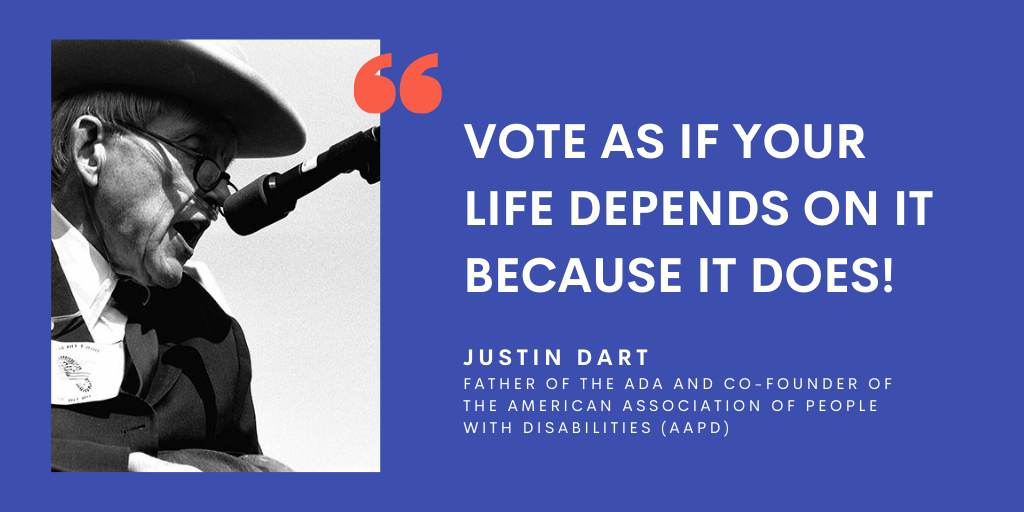 VOTE AS IF YOUR
LIFE DEPENDS ON IT
BECAUSE IT DOES!
JUSTIN DART
FATHER OF THE ADA AND CO-FOUNDER OF
THE AMERICAN ASSOCIATION OF PEOPLE
WITH DISABILITIES (AAPD)